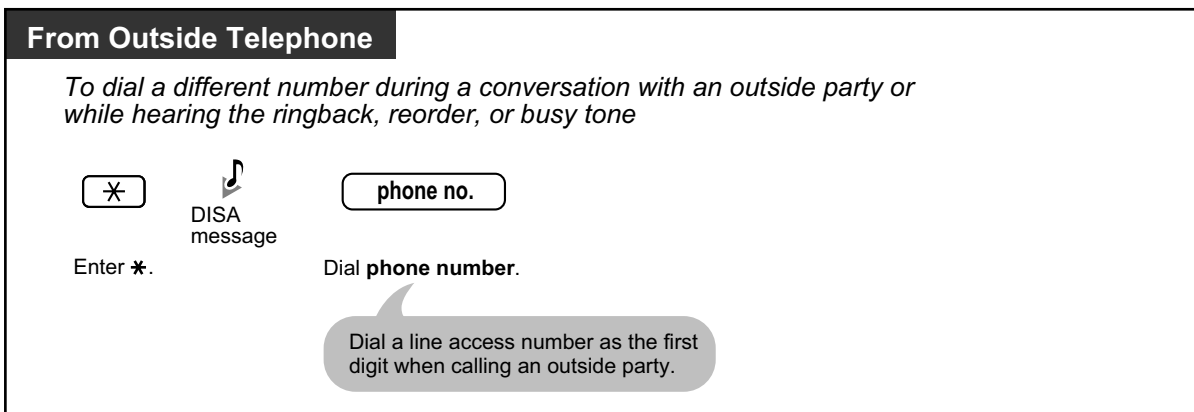 From Outside Telephone
To dial a different number during a conversation with an outside party or
while hearing the ringback, reorder, or busy tone
phone no.
DISA
message
Enter *.
Dial phone number.
Dial a line access number as the first
digit when calling an outside party.